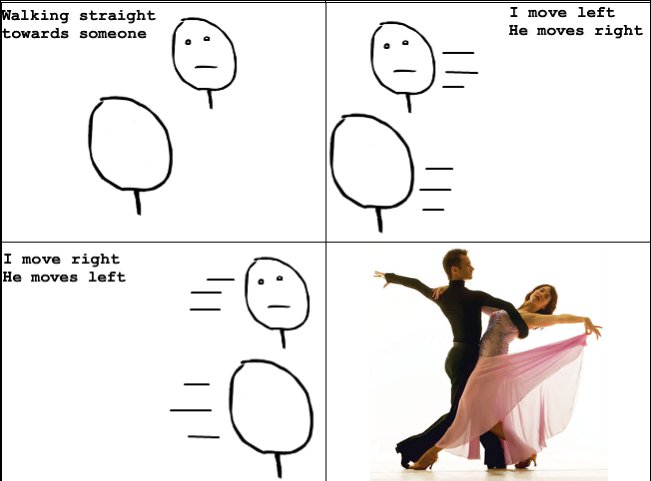 Walking straight
towards someone
I move left
He moves right
I move right
He moves left